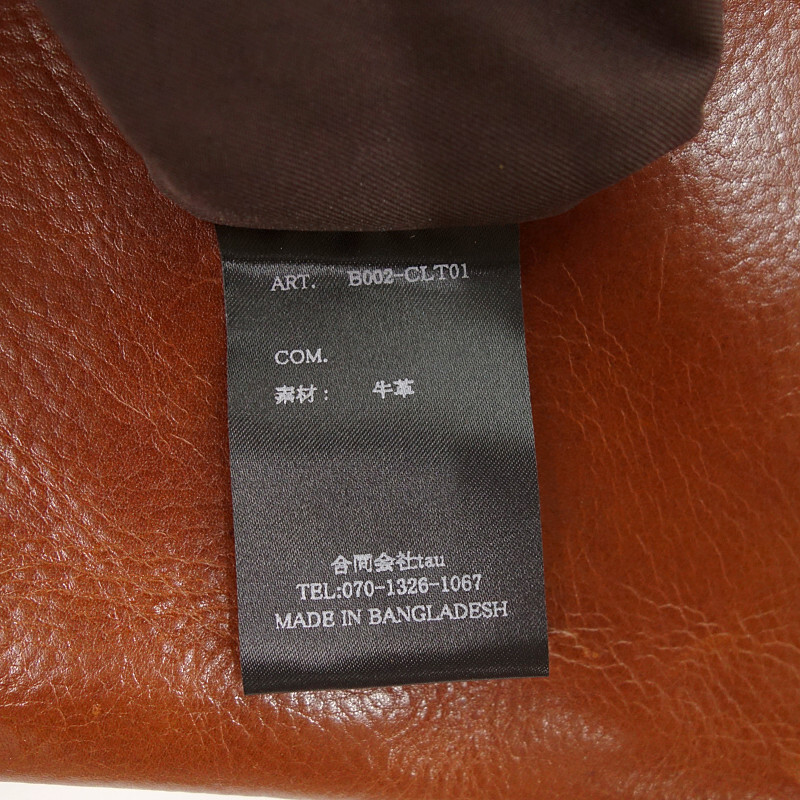 ART. B002-CLT01
COM.
素材： 牛革
合同会社tau
TEL:070-1326-1067
MADE IN BANGLADESH